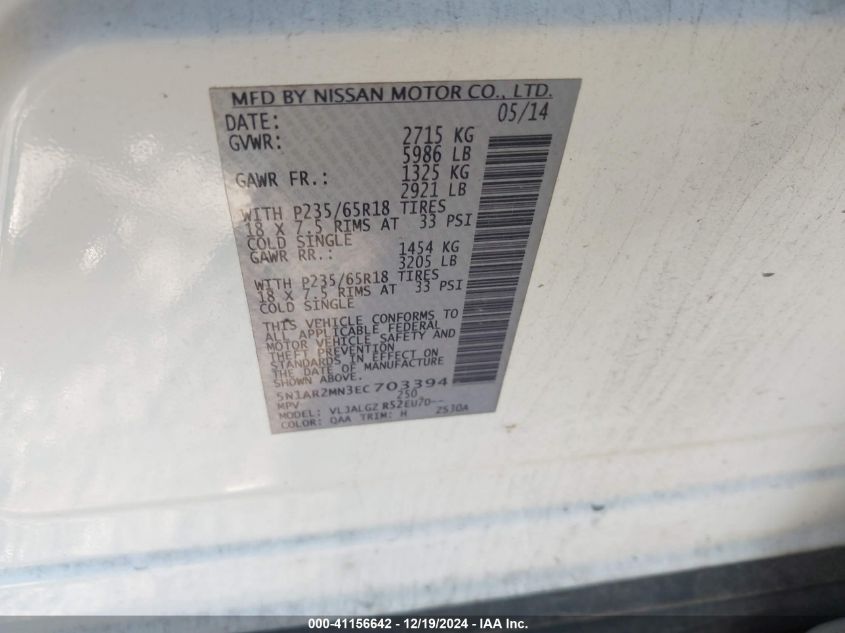 MFD BY NISSAN MOTOR CO., LTD.
DATE: 05/14
GVWR: 2715 KG
5986 LB
GAWR FR.: 1325 KG
2921 LB
WITH P235/65R18 TIRES
18 X 7.5 RIMS AT 33 PSI
COLD SINGLE
GAWR RR.: 1454 KG
3205 LB
WITH P235/65R18 TIRES
18 X 7.5 RIMS AT 33 PSI
COLD SINGLE
THIS VEHICLE CONFORMS TO
ALL APPLICABLE FEDERAL
MOTOR VEHICLE SAFETY AND
THEFT PREVENTION
STANDARDS IN EFFECT ON
THE DATE OF MANUFACTURE
SHOWN ABOVE
5N1AR2MN3EC703394
MPV 250
MODEL: VLJALGZ R52EU7D-- ZS30A
COLOR: QAA TRIM: H
000-41156642 - 12/19/2024 - IAA Inc.